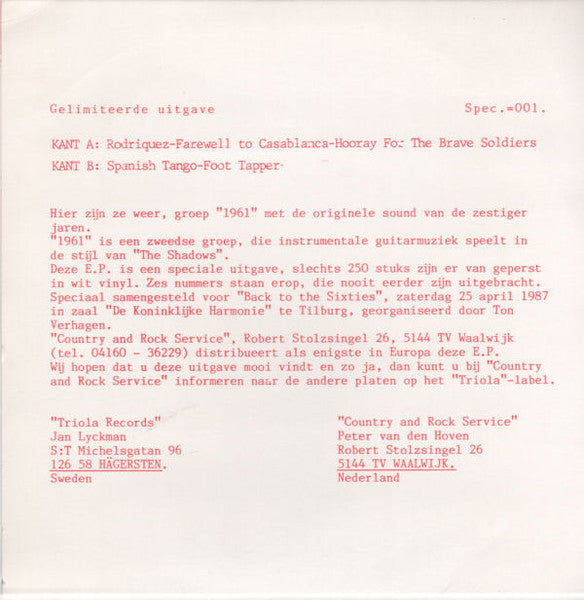 Gelimiteerde uitgave Spec.=001.
KANT A: Rodriquez-Farewell to Casablanca-Hooray For The Brave Soldiers
KANT B: Spanish Tango-Foot Tapper-
Hier zijn ze weer, groep "1961" met de originele sound van de zestiger
jaren.
"1961" is een zweedse groep, die instrumentale guitarmuziek speelt in
de stijl van "The Shadows".
Deze E.P. is een speciale uitgave, slechts 250 stuks zijn er van geperst
in wit vinyl. Zes nummers staan erop, die nooit eerder zijn uitgebracht.
Speciaal samengesteld voor "Back to the Sixties", zaterdag 25 april 1987
in zaal "De Koninklijke Harmonie" te Tilburg, georganiseerd door Ton
Verhagen.
"Country and Rock Service", Robert Stolzsingel 26, 5144 TV Waalwijk
(tel. 04160 - 36229) distribueert als enigste in Europa deze E.P.
Wij hopen dat u deze uitgave mooi vindt en zo ja, dan kunt u bij "Country
and Rock Service" informeren naar de andere platen op het "Triola"-label.
"Triola Records"
Jan Lyckman
S:T Michelsgatan 96
126 58 HÄGERSTEN.
Sweden
"Country and Rock Service"
Peter van den Hoven
Robert Stolzsingel 26
5144 TV WAALWIJK.
Nederland